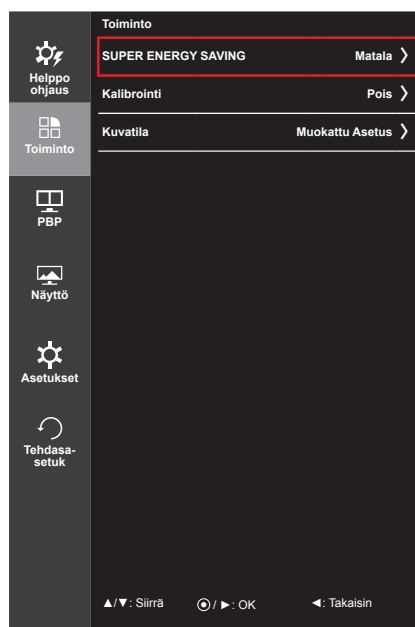 Toiminto
Helppo
ohjaus
Toiminto
PBP
Näyttö
Asetukset
Tehdasa-
setuk
SUPER ENERGY SAVING Matala ❯
Kalibrointi Pois ❯
Kuvatila Muokattu Asetus ❯
▲/▼: Siirrä ⦿/ ►: OK ◄: Takaisin